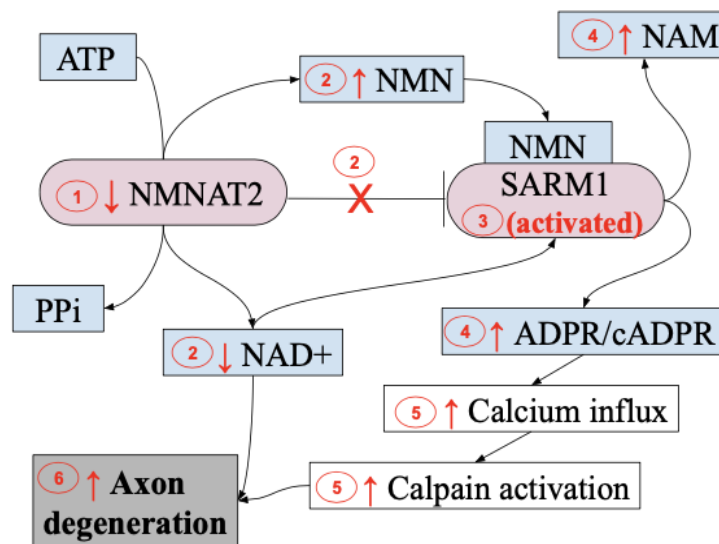 ATP
④ ↑ NAM
② ↑ NMN
NMN
② X
① ↓ NMNAT2
SARM1
③ (activated)
PPi
② ↓ NAD+
④ ↑ ADPR/cADPR
⑤ ↑ Calcium influx
⑥ ↑ Axon
degeneration
⑤ ↑ Calpain activation